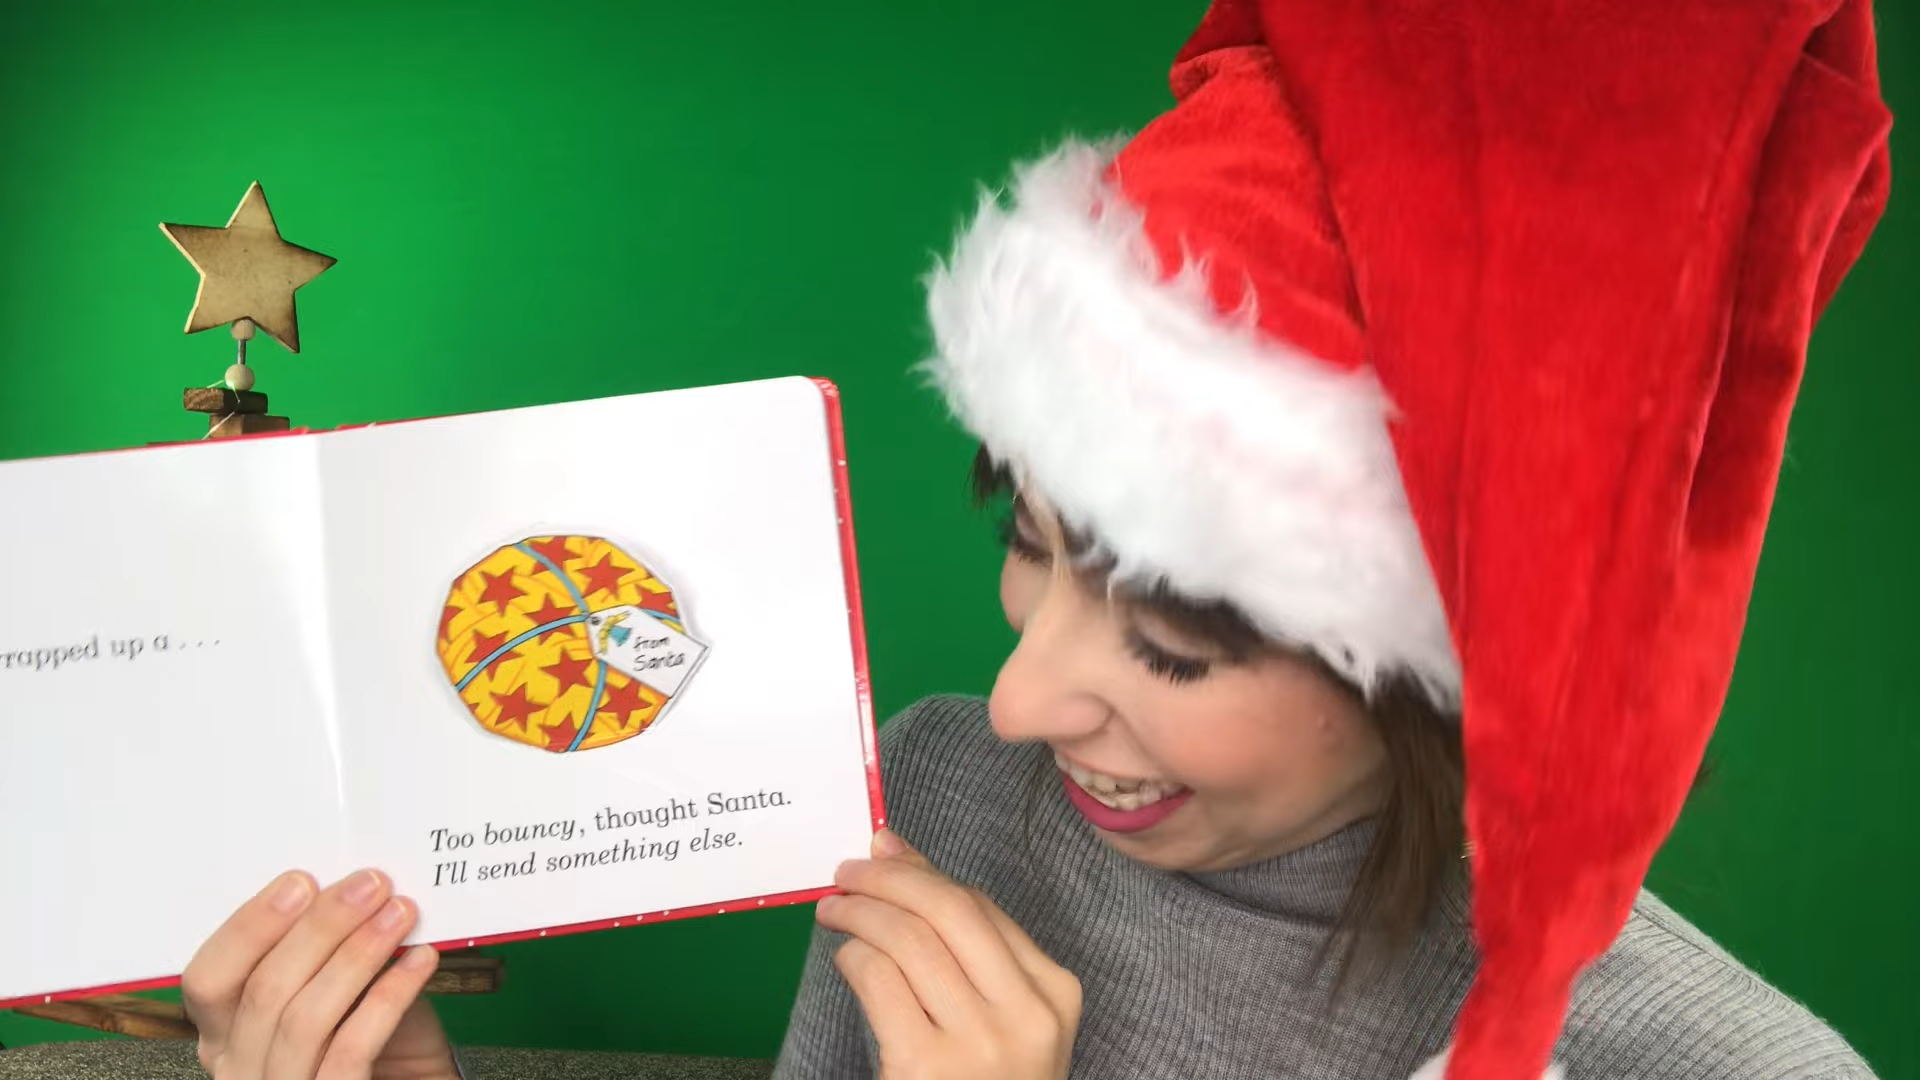 rapped up a . . .
from
Santa
Too bouncy, thought Santa.
I'll send something else.